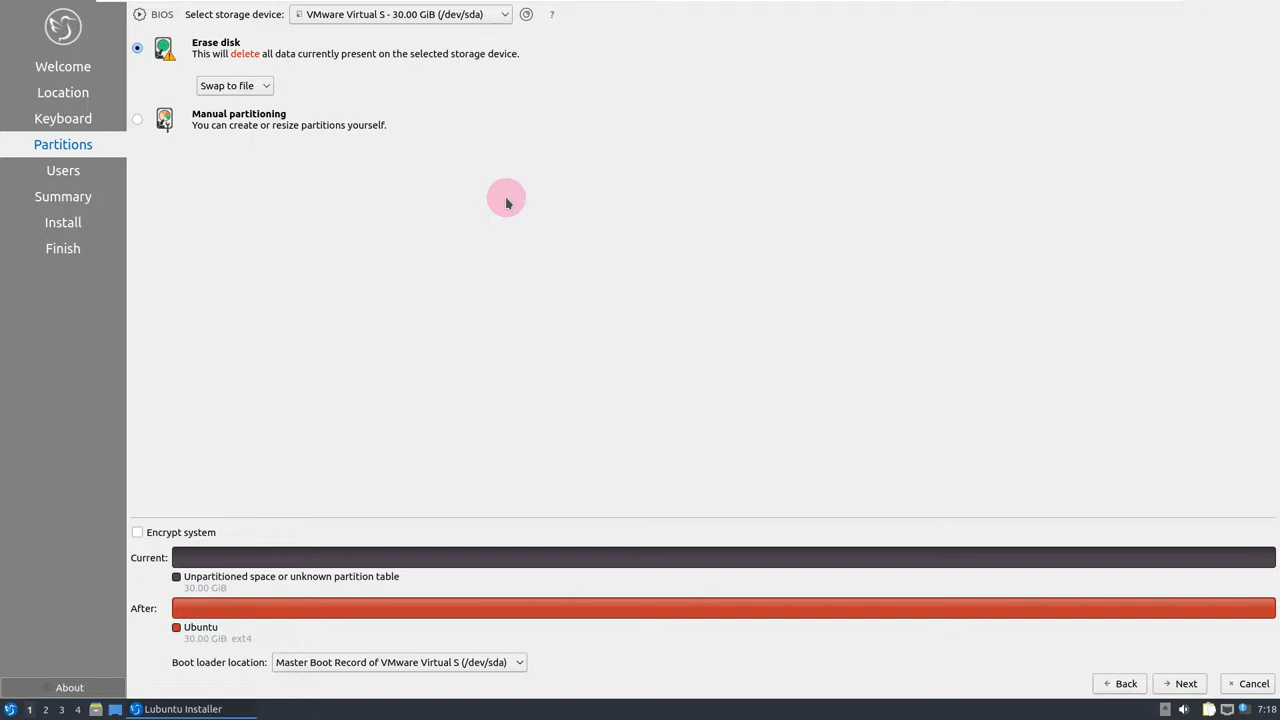 BIOS Select storage device: VMware Virtual S - 30.00 GiB (/dev/sda) ?
Erase disk
This will delete all data currently present on the selected storage device.
Swap to file
Manual partitioning
You can create or resize partitions yourself.
Welcome
Location
Keyboard
Partitions
Users
Summary
Install
Finish
Encrypt system
Current:
Unpartitioned space or unknown partition table
30.00 GiB
After:
Ubuntu
30.00 GiB ext4
Boot loader location: Master Boot Record of VMware Virtual S (/dev/sda)
About
Back Next Cancel
1 2 3 4 Lubuntu Installer 7:18